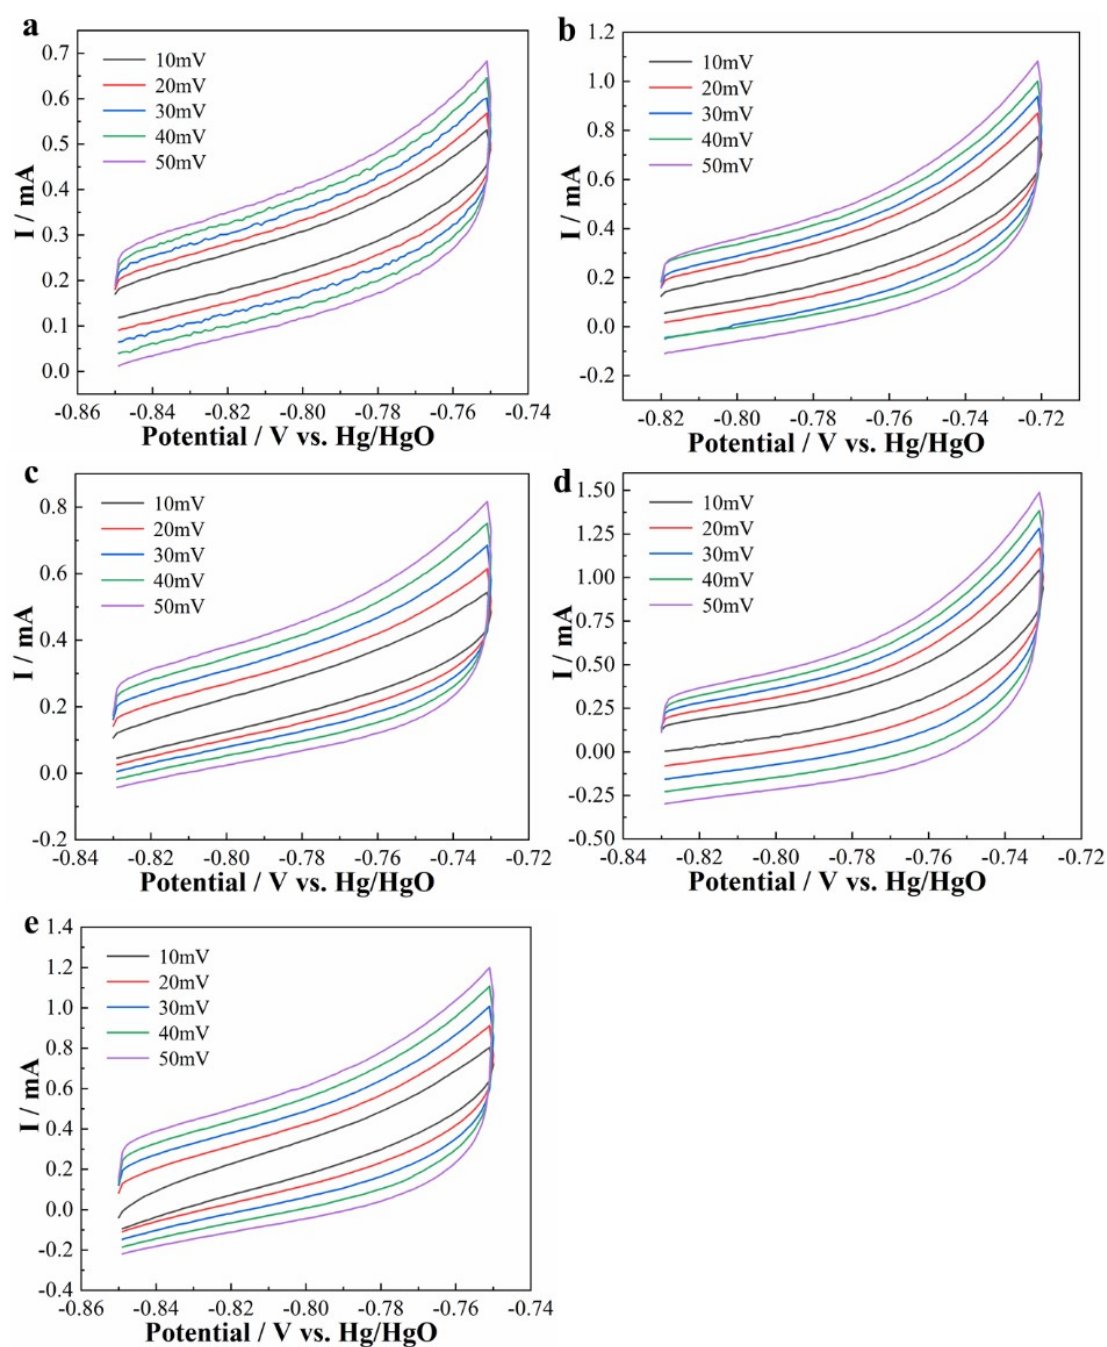 a
0.7
0.6
0.5
0.4
0.3
0.2
0.1
0.0
I / mA
10mV
20mV
30mV
40mV
50mV
-0.86 -0.84 -0.82 -0.80 -0.78 -0.76 -0.74
Potential / V vs. Hg/HgO
b
1.2
1.0
0.8
0.6
0.4
0.2
0.0
-0.2
I / mA
10mV
20mV
30mV
40mV
50mV
-0.82 -0.80 -0.78 -0.76 -0.74 -0.72
Potential / V vs. Hg/HgO
c
0.8
0.6
0.4
0.2
0.0
-0.2
I / mA
10mV
20mV
30mV
40mV
50mV
-0.84 -0.82 -0.80 -0.78 -0.76 -0.74 -0.72
Potential / V vs. Hg/HgO
d
1.50
1.25
1.00
0.75
0.50
0.25
0.00
-0.25
-0.50
I / mA
10mV
20mV
30mV
40mV
50mV
-0.84 -0.82 -0.80 -0.78 -0.76 -0.74 -0.72
Potential / V vs. Hg/HgO
e
1.4
1.2
1.0
0.8
0.6
0.4
0.2
0.0
-0.2
-0.4
I / mA
10mV
20mV
30mV
40mV
50mV
-0.86 -0.84 -0.82 -0.80 -0.78 -0.76 -0.74
Potential / V vs. Hg/HgO